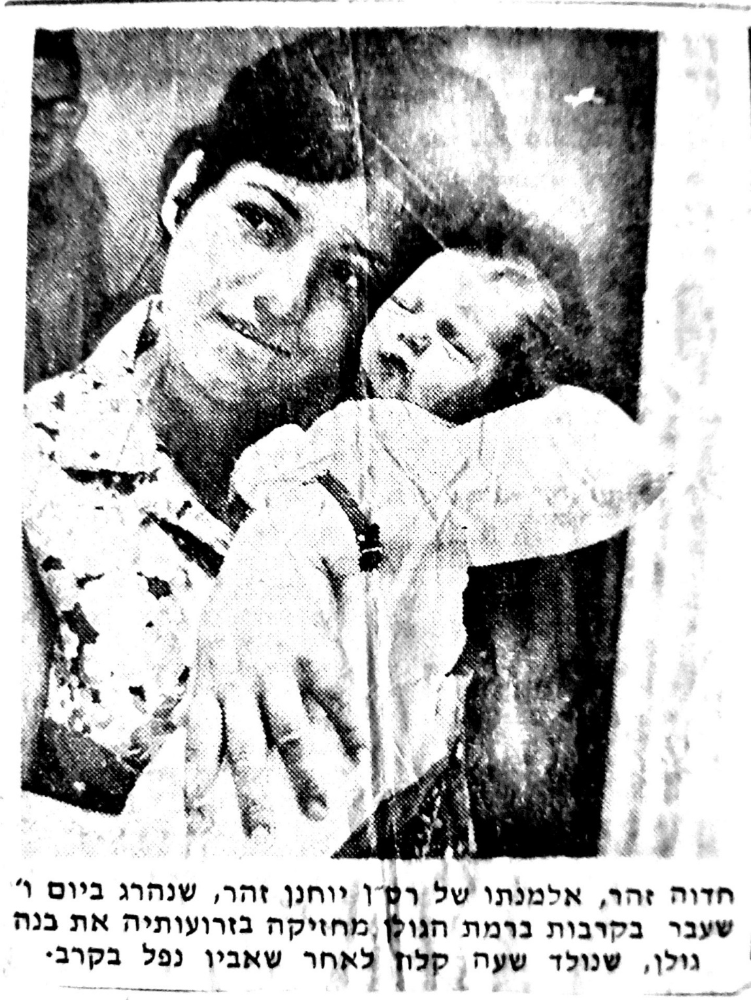 חדוה זהר, אלמנתו של רס״ן יוחנן זהר, שנהרג ביום ו׳
שעבר בקרבות ברמת הגולן מחזיקה בזרועותיה את בנה
גולן, שנולד שעה קלה לאחר שאביו נפל בקרב.